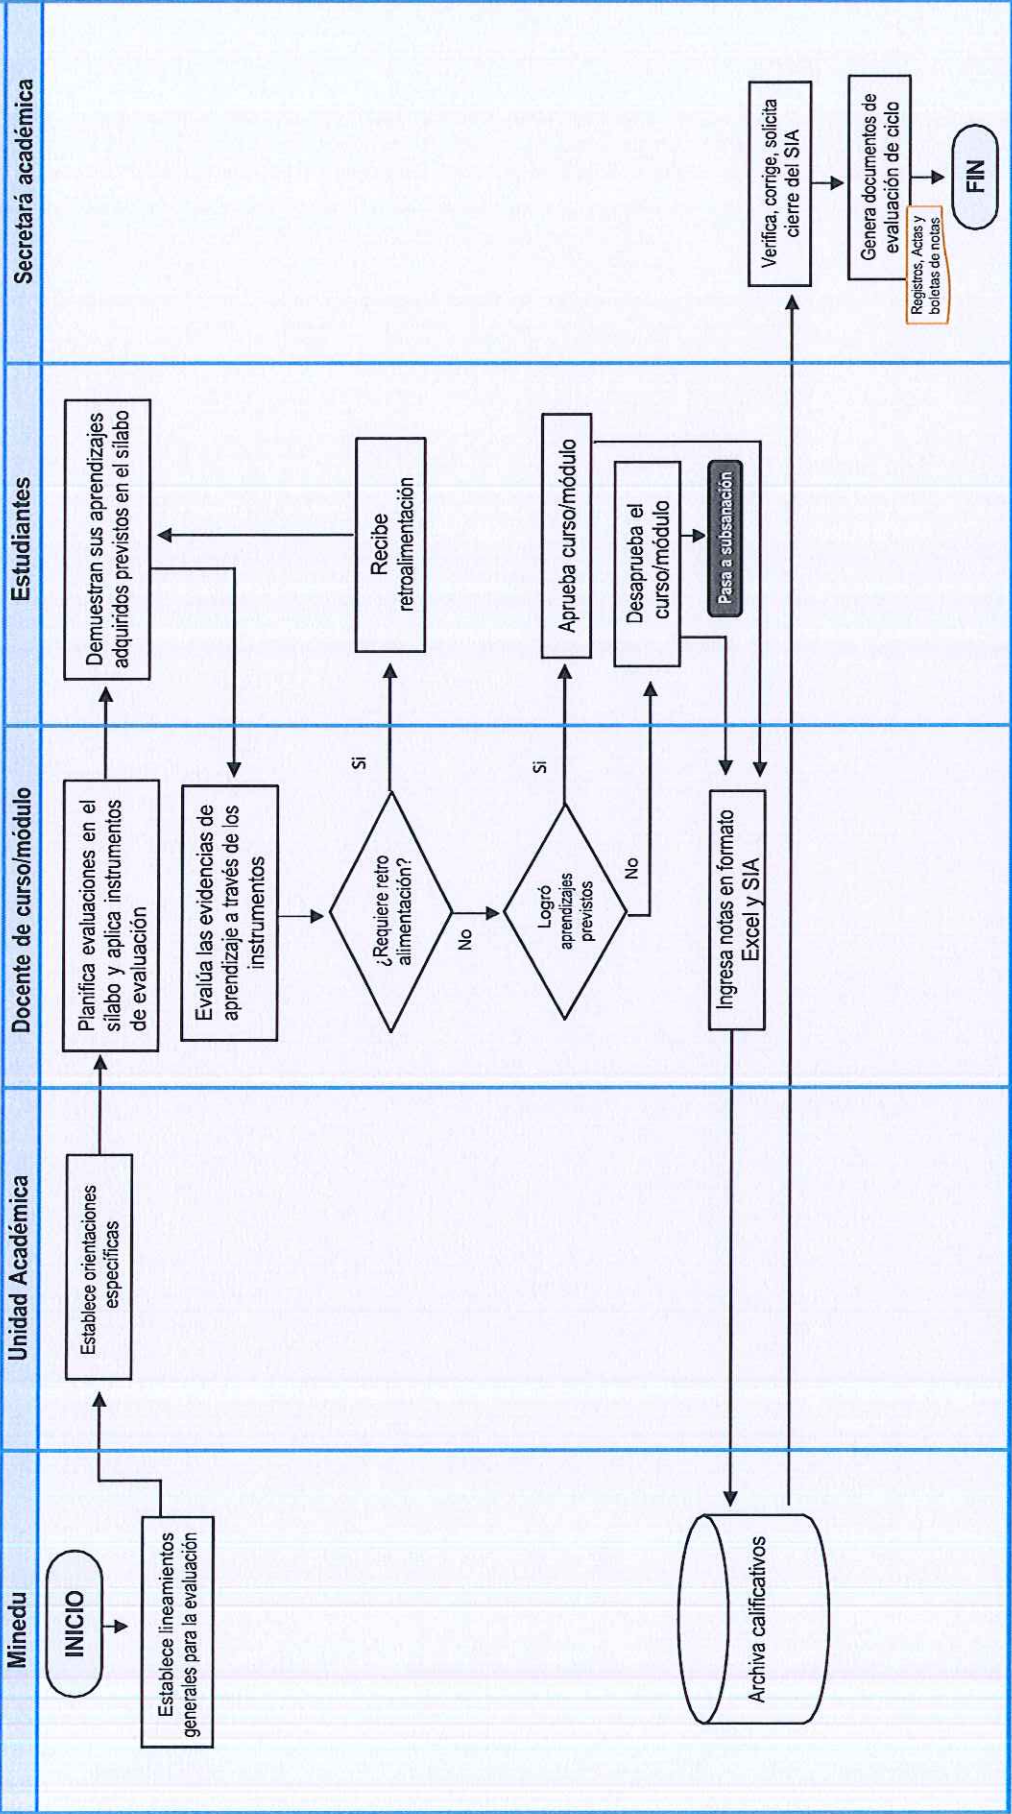 Minedu
Unidad Académica
Docente de curso/módulo
Estudiantes
Secretará académica
INICIO
Establece lineamientos
generales para la evaluación
Establece orientaciones
específicas
Planifica evaluaciones en el
sílabo y aplica instrumentos
de evaluación
Demuestran sus aprendizajes
adquiridos previstos en el sílabo
Evalúa las evidencias de
aprendizaje a través de los
instrumentos
¿Requiere retro
alimentación?
Si
No
Recibe
retroalimentación
Logró
aprendizajes
previstos
Si
No
Aprueba curso/módulo
Desaprueba el
curso/módulo
Pasa a subsanación
Ingresa notas en formato
Excel y SIA
Archiva calificativos
Verifica, corrige, solicita
cierre del SIA
Genera documentos de
evaluación de ciclo
Registros, Actas y
boletas de notas
FIN